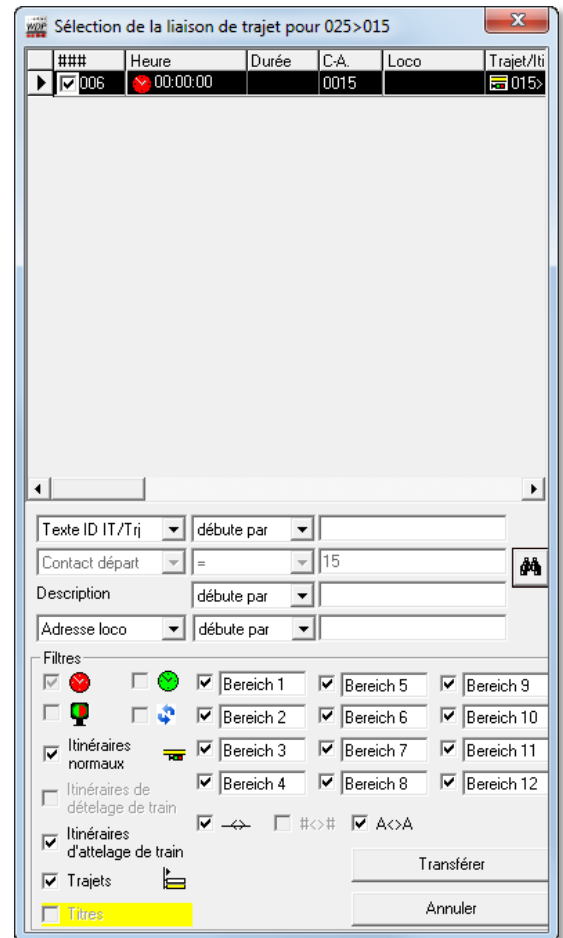 WDP Sélection de la liaison de trajet pour 025>015
### Heure Durée C-A. Loco Trajet/Iti
006 00:00:00 0015 015>
Texte ID IT/Trj débute par
Contact départ = 15
Description débute par
Adresse loco débute par
Filtres
Bereich 1 Bereich 5 Bereich 9
Bereich 2 Bereich 6 Bereich 10
Itinéraires normaux Bereich 3 Bereich 7 Bereich 11
Itinéraires de dételage de train Bereich 4 Bereich 8 Bereich 12
#<># A<>A
Itinéraires d'attelage de train
Transférer
Trajets
Titres Annuler